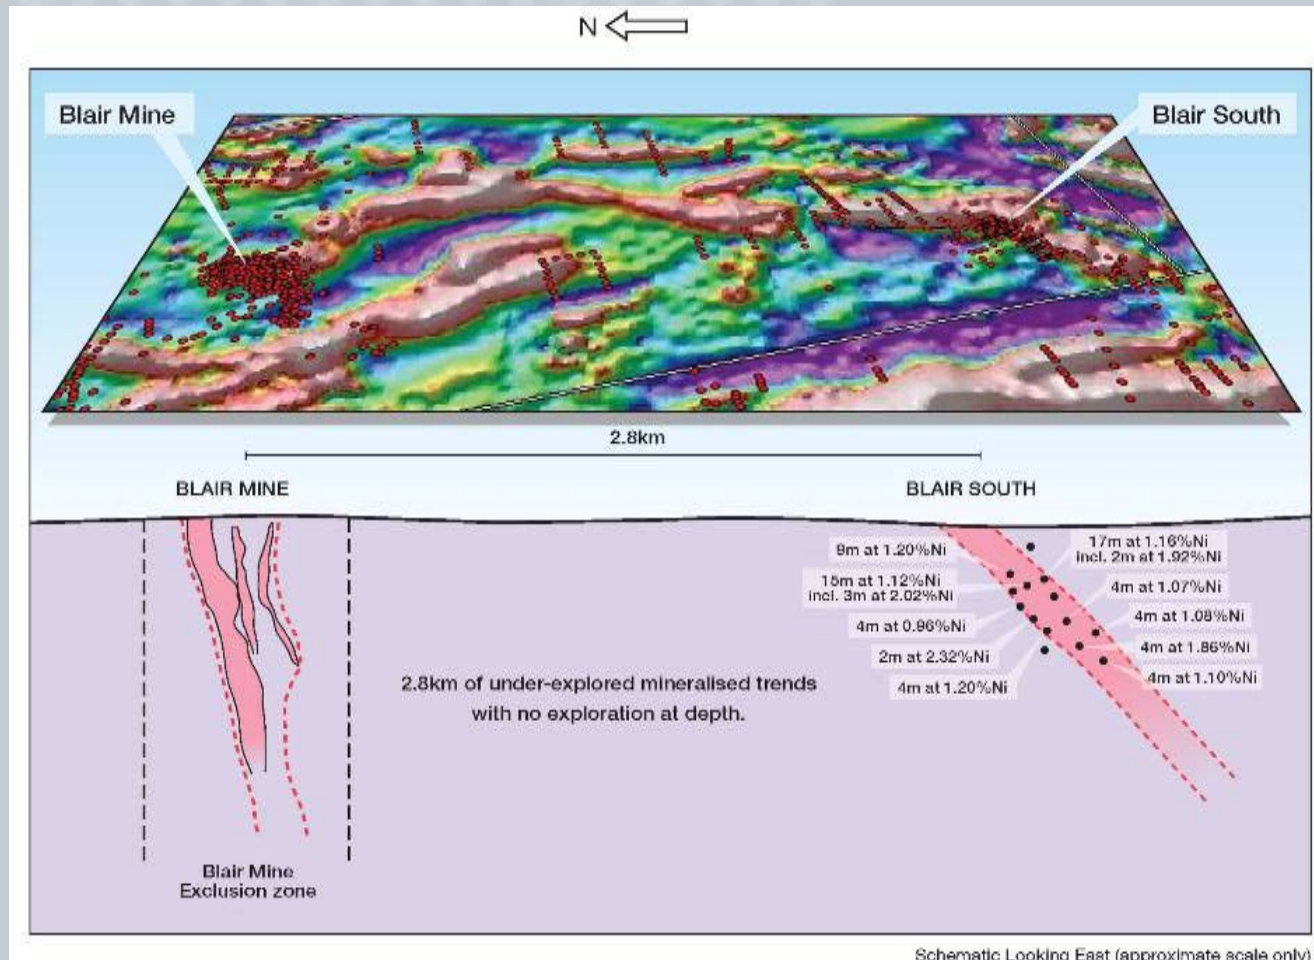 N
Blair Mine
Blair South
2.8km
BLAIR MINE
BLAIR SOUTH
9m at 1.20%Ni
17m at 1.16%Ni
incl. 2m at 1.92%Ni
15m at 1.12%Ni
incl. 3m at 2.02%Ni
4m at 1.07%Ni
4m at 0.96%Ni
4m at 1.08%Ni
2m at 2.32%Ni
4m at 1.86%Ni
4m at 1.20%Ni
4m at 1.10%Ni
2.8km of under-explored mineralised trends
with no exploration at depth.
Blair Mine
Exclusion zone
Schematic Looking East (approximate scale only)